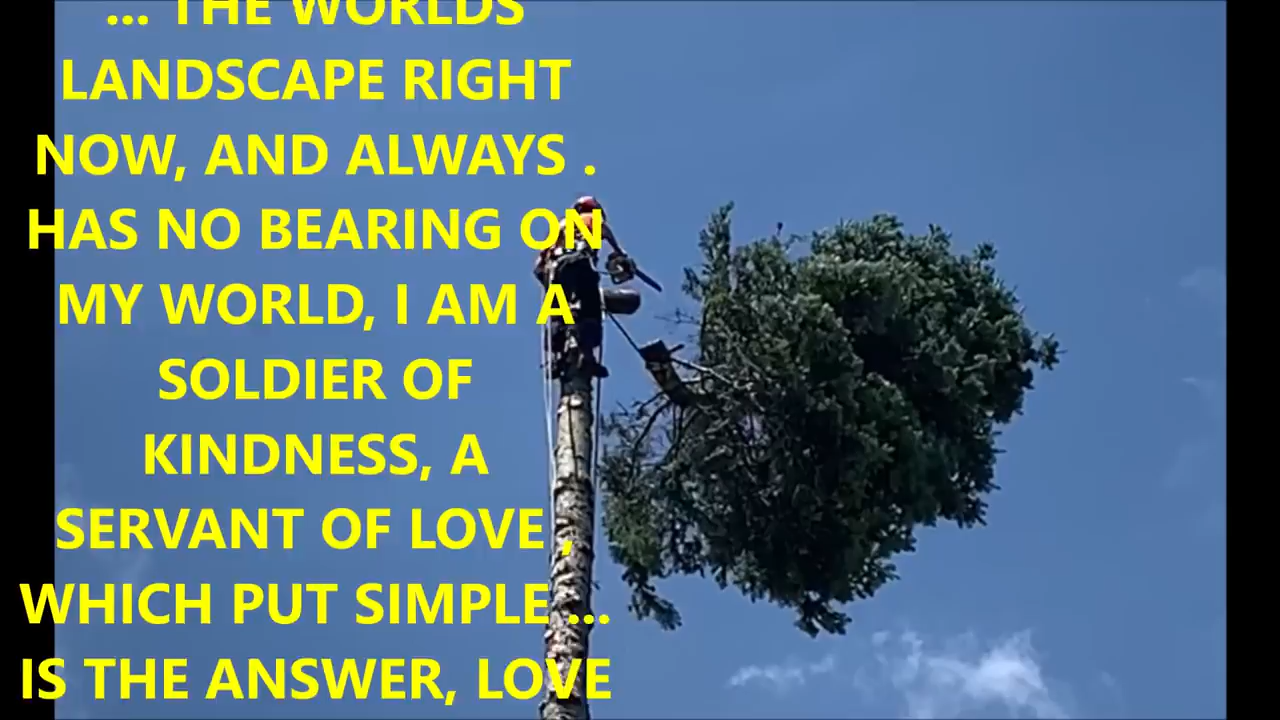 ... THE WORLDS
LANDSCAPE RIGHT
NOW, AND ALWAYS .
HAS NO BEARING ON
MY WORLD, I AM A
SOLDIER OF
KINDNESS, A
SERVANT OF LOVE ,
WHICH PUT SIMPLE ...
IS THE ANSWER, LOVE